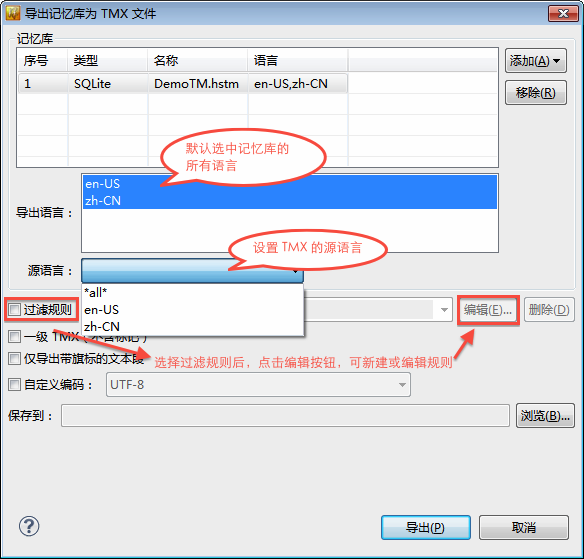 导出记忆库为 TMX 文件
记忆库
序号 类型 名称 语言
1 SQLite DemoTM.hstm en-US,zh-CN
添加(A)
移除(R)
默认选中记忆库的
所有语言
导出语言：
en-US
zh-CN
设置 TMX 的源语言
源语言：
*all*
en-US
zh-CN
过滤规则
编辑(E)...
删除(D)
一级 TMX（不含标记）
选择过滤规则后，点击编辑按钮，可新建或编辑规则
仅导出带旗标的文本段
自定义编码：
UTF-8
保存到：
浏览(B)...
?
导出(P)
取消